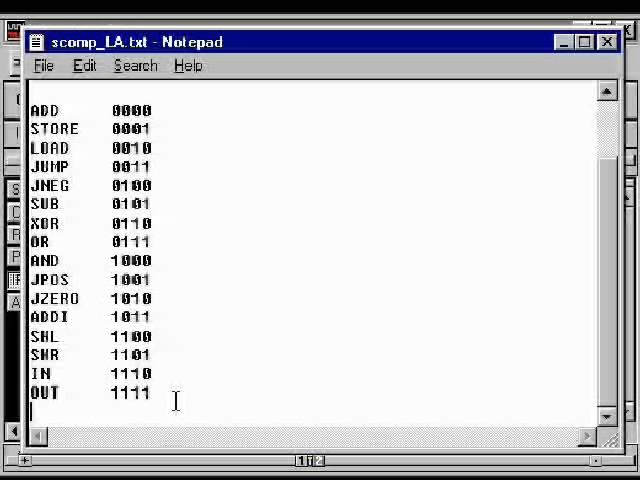 scomp_LA.txt - Notepad
File Edit Search Help
ADD 0000
STORE 0001
LOAD 0010
JUMP 0011
JNEG 0100
SUB 0101
XOR 0110
OR 0111
AND 1000
JPOS 1001
JZERO 1010
ADDI 1011
SHL 1100
SHR 1101
IN 1110
OUT 1111